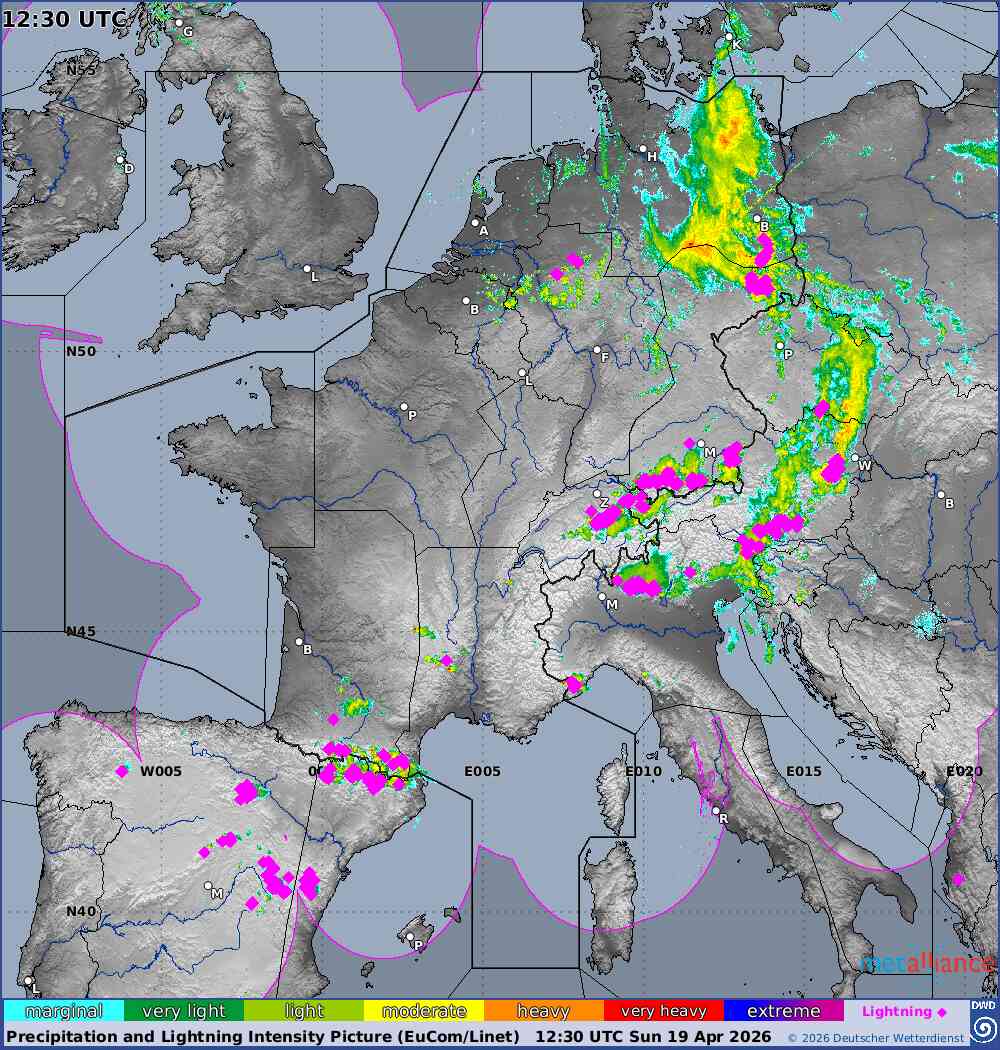 12:30 UTC
G
K
N55
H
D
B
A
L
B
N50
F
P
L
P
M
W
Z
B
M
N45
B
W005
0
E005
E010
E015
E020
R
M
N40
P
L
metalliance
marginal very light light moderate heavy very heavy extreme Lightning
DWD
Precipitation and Lightning Intensity Picture (EuCom/Linet) 12:30 UTC Sun 19 Apr 2026 © 2026 Deutscher Wetterdienst